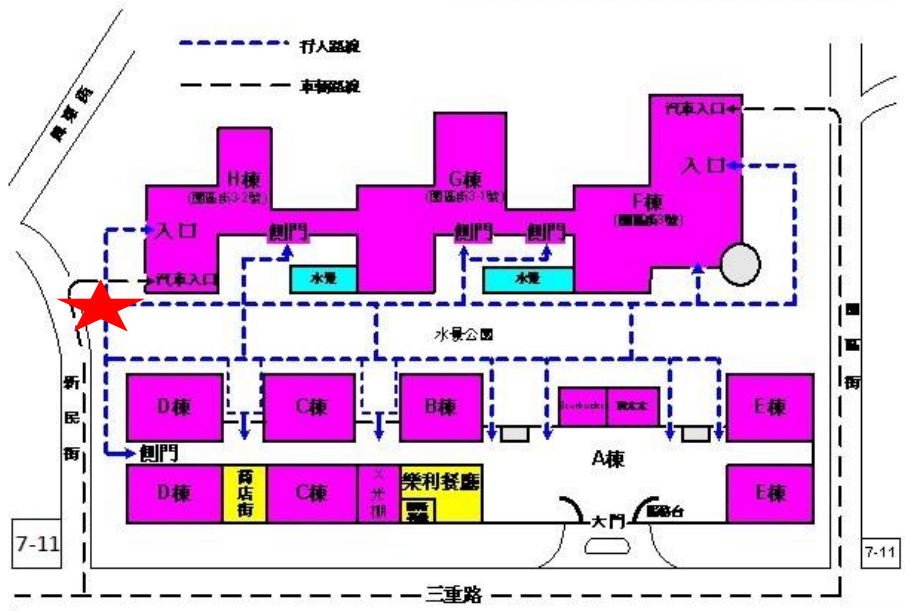 行人路線
車輛路線
汽車入口
入口
H棟
(園區街3-2號)
G棟
(園區街3-1號)
F棟
(園區街3號)
入口
側門
側門
側門
汽車入口
水景
水景
水景公園
園區街
新民街
D棟
C棟
B棟
Starbucks
E棟
側門
A棟
D棟
商店街
C棟
樂利餐廳
E棟
大門
服務台
7-11
7-11
三重路